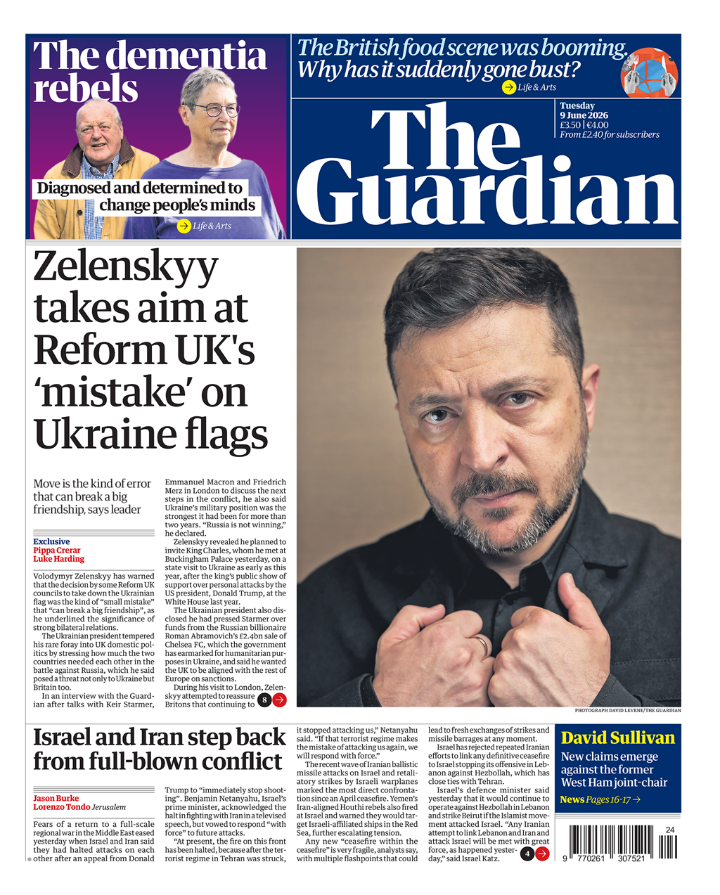 The dementia
rebels
Diagnosed and determined to
change people's minds
Life & Arts
The British food scene was booming.
Why has it suddenly gone bust?
Life & Arts
Tuesday
9 June 2026
£3.50 | €4.00
From £2.40 for subscribers
The
Guardian
Zelenskyy
takes aim at
Reform UK's
‘mistake’ on
Ukraine flags
Move is the kind of error
that can break a big
friendship, says leader
Exclusive
Pippa Crerar
Luke Harding
Volodymyr Zelenskyy has warned
that the decision by some Reform UK
councils to take down the Ukrainian
flag was the kind of “small mistake”
that “can break a big friendship”, as
he underlined the significance of
strong bilateral relations.
The Ukrainian president tempered
his rare foray into UK domestic pol-
itics by stressing how much the two
countries needed each other in the
battle against Russia, which he said
posed a threat not only to Ukraine but
Britain too.
In an interview with the Guard-
ian after talks with Keir Starmer,
Emmanuel Macron and Friedrich
Merz in London to discuss the next
steps in the conflict, he also said
Ukraine's military position was the
strongest it had been for more than
two years. “Russia is not winning,”
he declared.
Zelenskyy revealed he planned to
invite King Charles, whom he met at
Buckingham Palace yesterday, on a
state visit to Ukraine as early as this
year, after the king's public show of
support over personal attacks by the
US president, Donald Trump, at the
White House last year.
The Ukrainian president also dis-
closed he had pressed Starmer over
funds from the Russian billionaire
Roman Abramovich's £2.4bn sale of
Chelsea FC, which the government
has earmarked for humanitarian pur-
poses in Ukraine, and said he wanted
the UK to be aligned with the rest of
Europe on sanctions.
During his visit to London, Zelen-
skyy attempted to reassure
Britons that continuing to
8
PHOTOGRAPH DAVID LEVENE/THE GUARDIAN
Israel and Iran step back
from full-blown conflict
Jason Burke
Lorenzo Tondo Jerusalem
Fears of a return to a full-scale
regional war in the Middle East eased
yesterday when Israel and Iran said
they had halted attacks on each
other after an appeal from Donald
Trump to “immediately stop shoot-
ing”. Benjamin Netanyahu, Israel's
prime minister, acknowledged the
halt in fighting with Iran in a televised
speech, but vowed to respond “with
force” to future attacks.
“At present, the fire on this front
has been halted, because after the ter-
rorist regime in Tehran was struck,
it stopped attacking us,” Netanyahu
said. “If that terrorist regime makes
the mistake of attacking us again, we
will respond with force.”
The recent wave of Iranian ballistic
missile attacks on Israel and retali-
atory strikes by Israeli warplanes
marked the most direct confronta-
tion since an April ceasefire. Yemen's
Iran-aligned Houthi rebels also fired
at Israel and warned they would tar-
get Israeli-affiliated ships in the Red
Sea, further escalating tension.
Any new “ceasefire within the
ceasefire” is very fragile, analysts say,
with multiple flashpoints that could
lead to fresh exchanges of strikes and
missile barrages at any moment.
Israel has rejected repeated Iranian
efforts to link any definitive ceasefire
to Israel stopping its offensive in Leb-
anon against Hezbollah, which has
close ties with Tehran.
Israel's defence minister said
yesterday that it would continue to
operate against Hezbollah in Lebanon
and strike Beirut if the Islamist move-
ment attacked Israel. “Any Iranian
attempt to link Lebanon and Iran and
attack Israel will be met with great
force, as happened yester-
day,” said Israel Katz.
4
David Sullivan
New claims emerge
against the former
West Ham joint-chair
News Pages 16-17
24
9 770261 307521